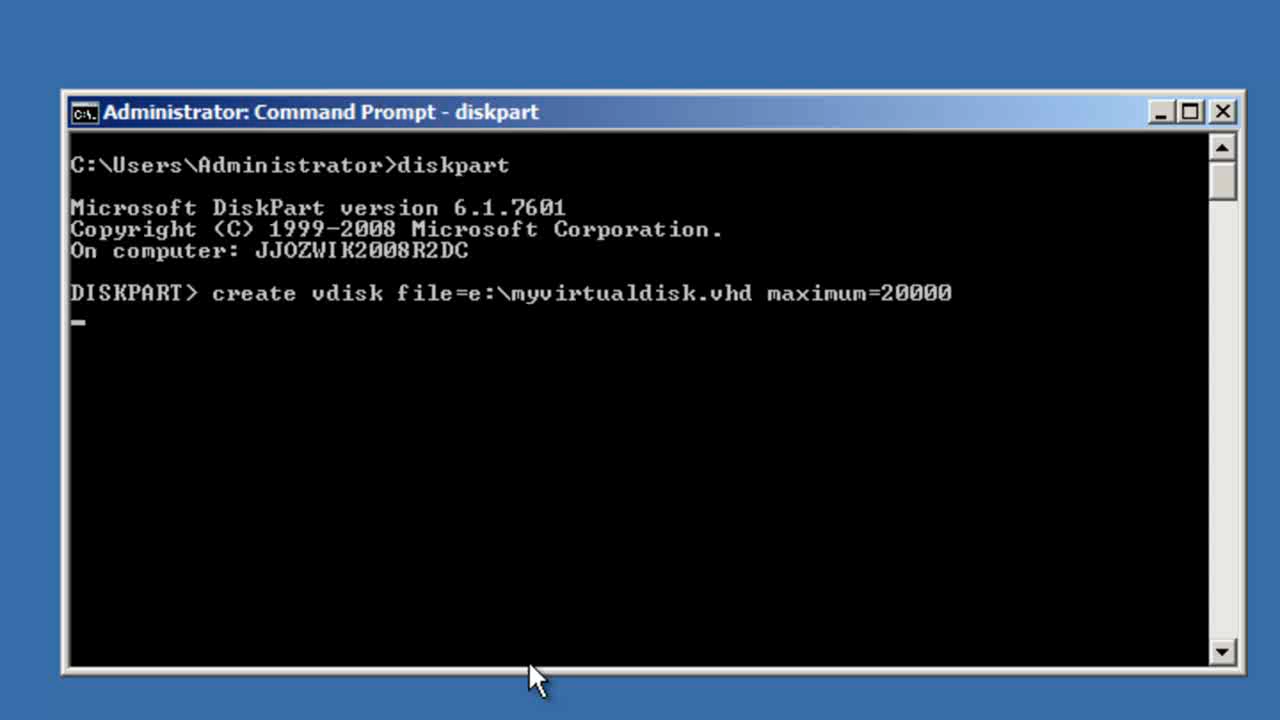 Administrator: Command Prompt - diskpart
C:\Users\Administrator>diskpart
Microsoft DiskPart version 6.1.7601
Copyright (C) 1999-2008 Microsoft Corporation.
On computer: JJOZWIK2008R2DC
DISKPART> create vdisk file=e:\myvirtualdisk.vhd maximum=20000